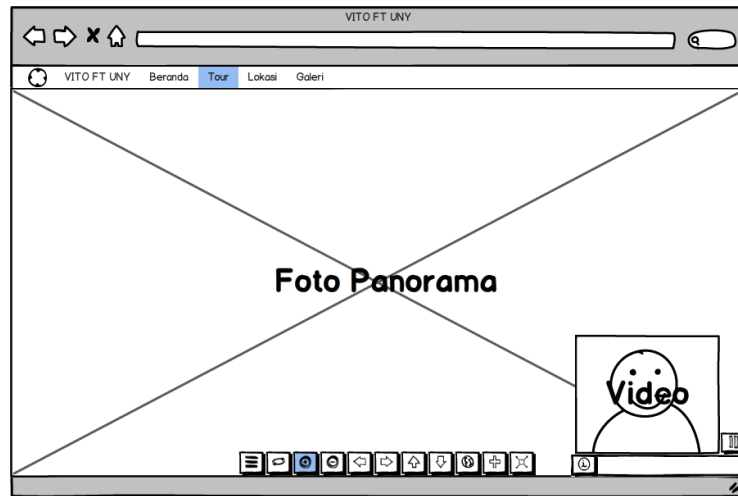 VITO FT UNY
VITO FT UNY Beranda Tour Lokasi Galeri
Foto Panorama
Video